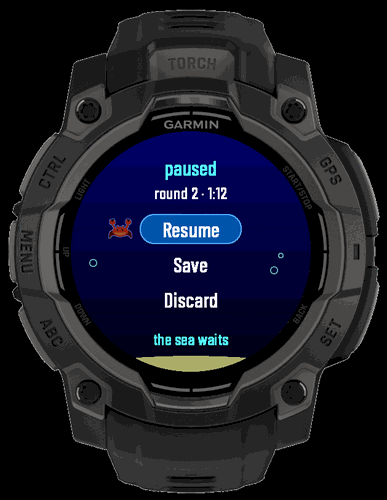 TORCH
GARMIN
CTRL
GPS
LIGHT
START/STOP
paused
round 2 · 1:12
Resume
MENU
UP
Save
Discard
DOWN
BACK
ABC
SET
the sea waits